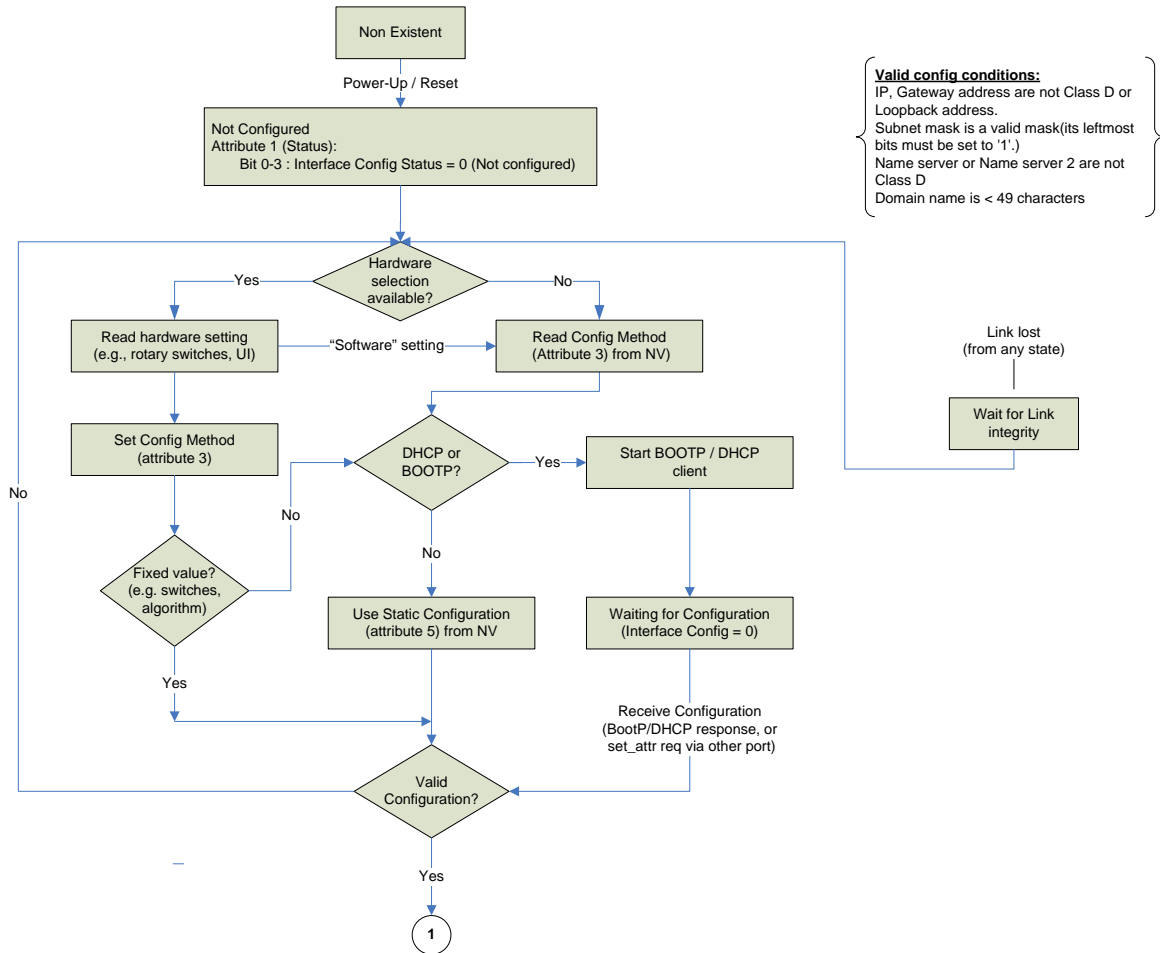 Non Existent
Power-Up / Reset
Valid config conditions:
IP, Gateway address are not Class D or
Loopback address.
Subnet mask is a valid mask(its leftmost
bits must be set to '1'.)
Name server or Name server 2 are not
Class D
Domain name is < 49 characters
Not Configured
Attribute 1 (Status):
Bit 0-3 : Interface Config Status = 0 (Not configured)
Hardware
selection
available?
Yes
No
Read hardware setting
(e.g., rotary switches, UI)
“Software” setting
Read Config Method
(Attribute 3) from NV)
Link lost
(from any state)
Wait for Link
integrity
Set Config Method
(attribute 3)
DHCP or
BOOTP?
Yes
Start BOOTP / DHCP
client
No
No
No
Fixed value?
(e.g. switches,
algorithm)
Use Static Configuration
(attribute 5) from NV
Waiting for Configuration
(Interface Config = 0)
Yes
Receive Configuration
(BootP/DHCP response, or
set_attr req via other port)
Valid
Configuration?
Yes
1